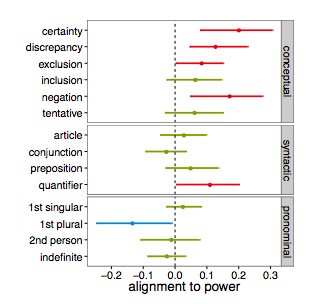 certainty
discrepancy
exclusion
inclusion
negation
tentative
conceptual
article
conjunction
preposition
quantifier
syntactic
1st singular
1st plural
2nd person
indefinite
pronominal
−0.2 −0.1 0.0 0.1 0.2 0.3
alignment to power